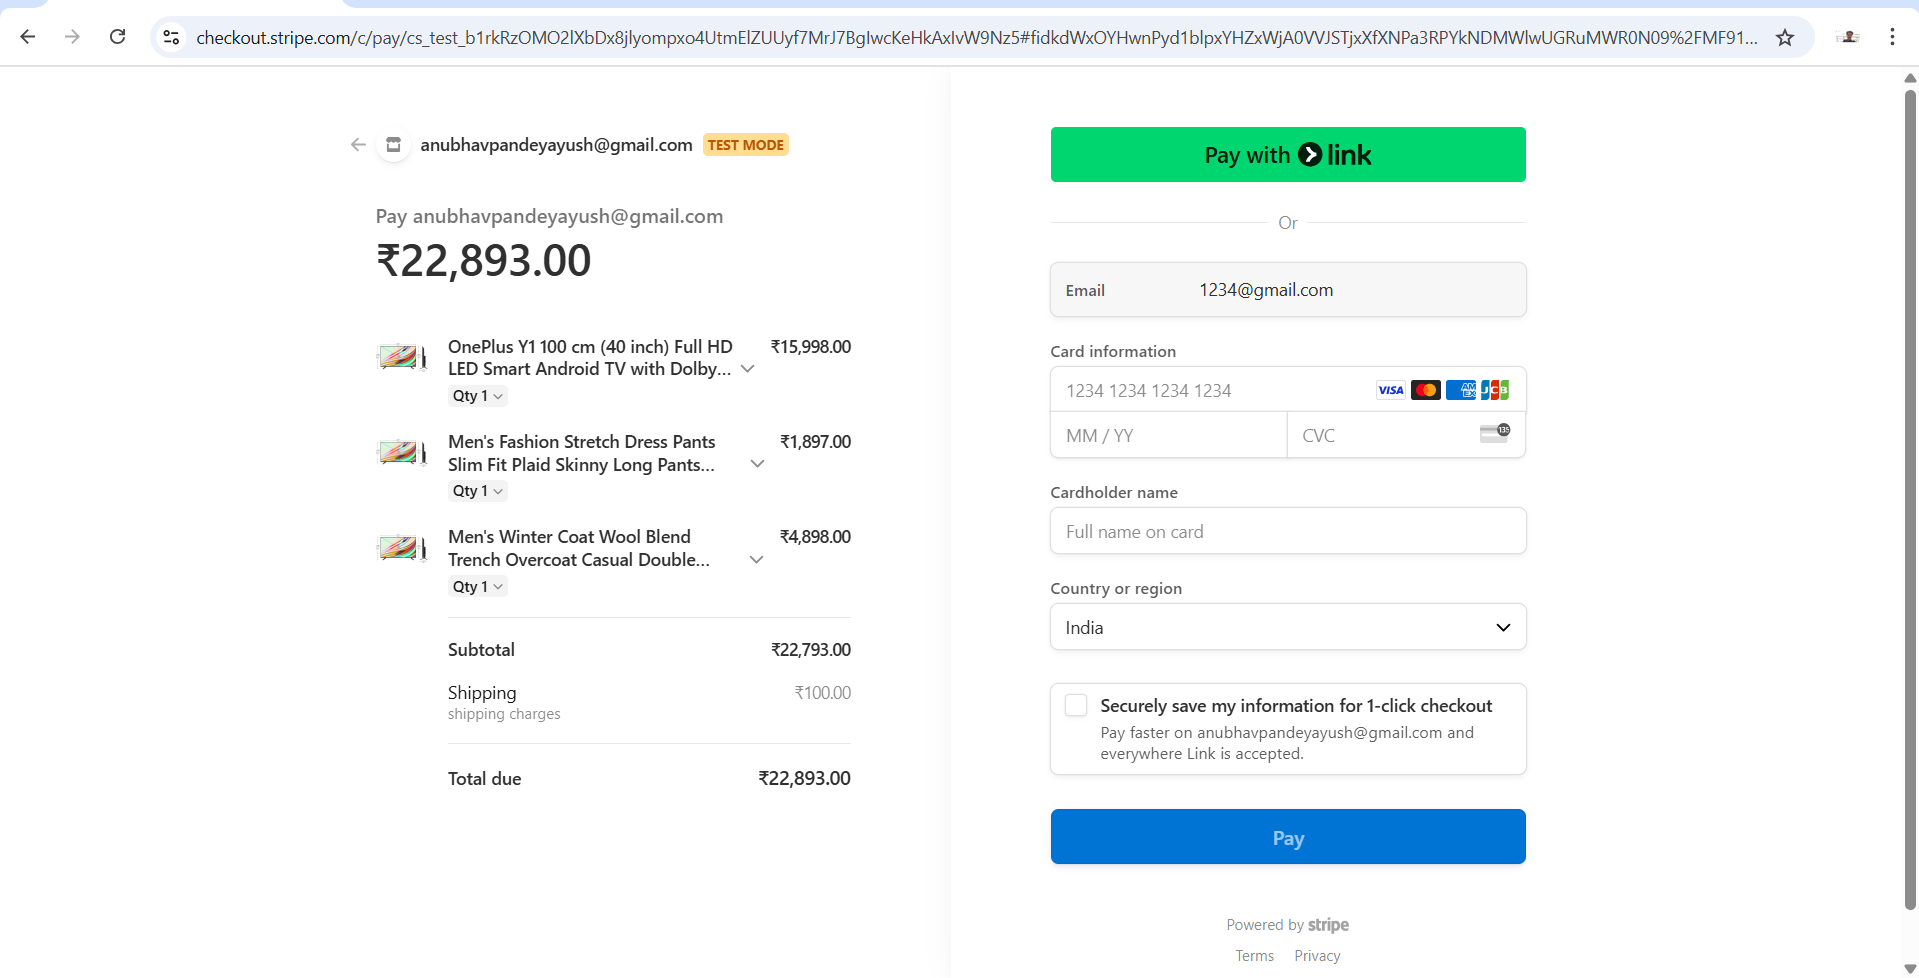 checkout.stripe.com/c/pay/cs_test_b1rkRzOMO2lXbDx8jlyompxo4UtmElZUUyf7MrJ7BgIwcKeHkAxIvW9Nz5#fidkdWxOYHwnPyd1blpxYHZxWjA0VVJSTjxXfXNPa3RPYkNDMWlwUGRuMWR0N09%2FMF91...
anubhavpandeyayush@gmail.com TEST MODE
Pay anubhavpandeyayush@gmail.com
₹22,893.00
OnePlus Y1 100 cm (40 inch) Full HD ₹15,998.00
LED Smart Android TV with Dolby...
Qty 1
Men's Fashion Stretch Dress Pants ₹1,897.00
Slim Fit Plaid Skinny Long Pants...
Qty 1
Men's Winter Coat Wool Blend ₹4,898.00
Trench Overcoat Casual Double...
Qty 1
Subtotal ₹22,793.00
Shipping ₹100.00
shipping charges
Total due ₹22,893.00
Pay with link
Or
Email 1234@gmail.com
Card information
1234 1234 1234 1234 VISA AMEX JCB
MM / YY CVC 135
Cardholder name
Full name on card
Country or region
India
Securely save my information for 1-click checkout
Pay faster on anubhavpandeyayush@gmail.com and
everywhere Link is accepted.
Pay
Powered by stripe
Terms Privacy